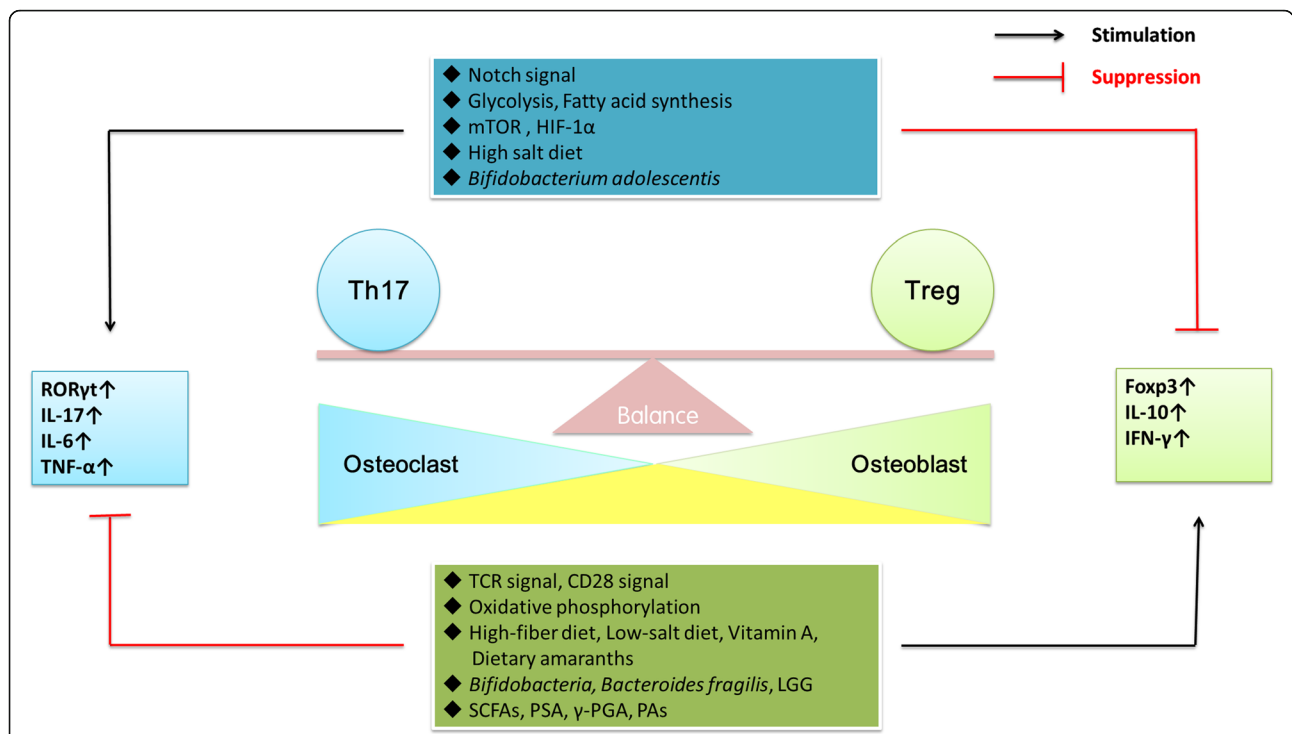 Stimulation
Suppression
◆ Notch signal
◆ Glycolysis, Fatty acid synthesis
◆ mTOR , HIF-1α
◆ High salt diet
◆ Bifidobacterium adolescentis
Th17
Treg
RORγt↑
IL-17↑
IL-6↑
TNF-α↑
Balance
Osteoclast
Osteoblast
Foxp3↑
IL-10↑
IFN-γ↑
◆ TCR signal, CD28 signal
◆ Oxidative phosphorylation
◆ High-fiber diet, Low-salt diet, Vitamin A,
Dietary amaranths
◆ Bifidobacteria, Bacteroides fragilis, LGG
◆ SCFAs, PSA, γ-PGA, PAs